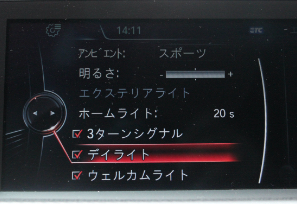 14:11
アンビエント: スポーツ
明るさ: - +
エクステリアライト
ホームライト: 20 s
3ターンシグナル
デイライト
ウェルカムライト